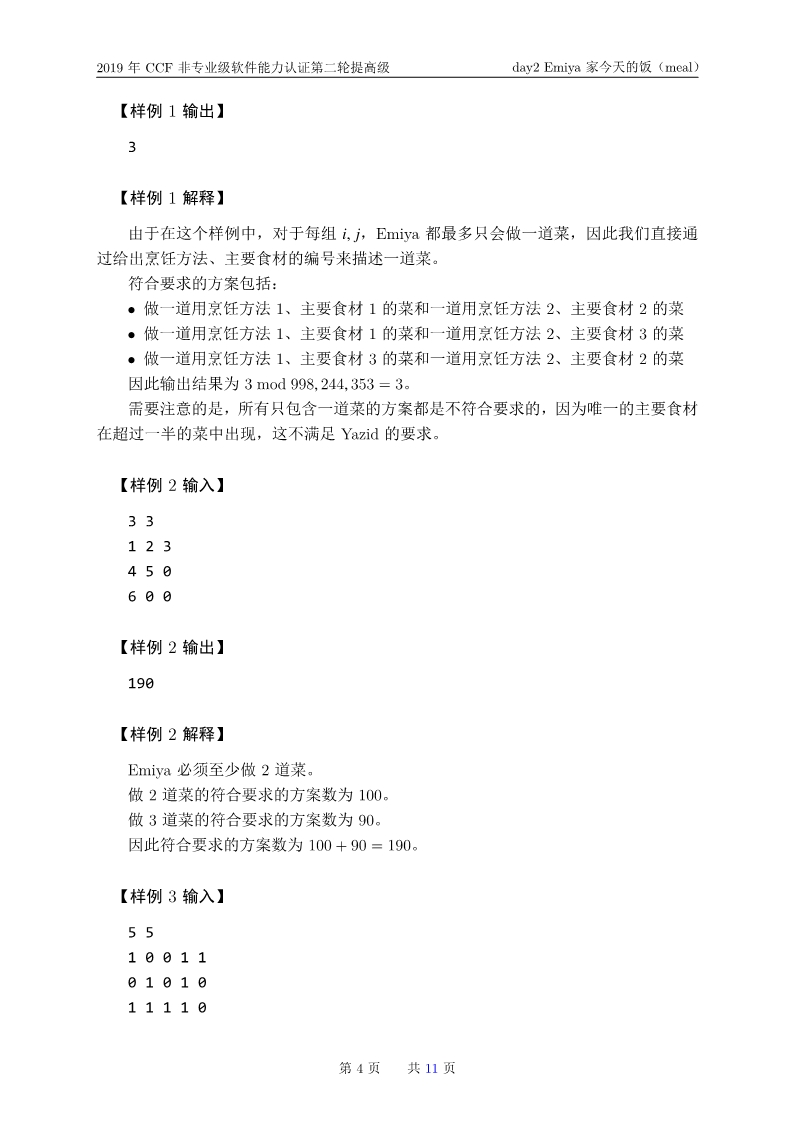 2019 年 CCF 非专业级软件能力认证第二轮提高级 day2 Emiya 家今天的饭（meal）
【样例 1 输出】
3
【样例 1 解释】
由于在这个样例中，对于每组 i, j，Emiya 都最多只会做一道菜，因此我们直接通
过给出烹饪方法、主要食材的编号来描述一道菜。
符合要求的方案包括：
• 做一道用烹饪方法 1、主要食材 1 的菜和一道用烹饪方法 2、主要食材 2 的菜
• 做一道用烹饪方法 1、主要食材 1 的菜和一道用烹饪方法 2、主要食材 3 的菜
• 做一道用烹饪方法 1、主要食材 3 的菜和一道用烹饪方法 2、主要食材 2 的菜
因此输出结果为 3 mod 998, 244, 353 = 3。
需要注意的是，所有只包含一道菜的方案都是不符合要求的，因为唯一的主要食材
在超过一半的菜中出现，这不满足 Yazid 的要求。
【样例 2 输入】
3 3
1 2 3
4 5 0
6 0 0
【样例 2 输出】
190
【样例 2 解释】
Emiya 必须至少做 2 道菜。
做 2 道菜的符合要求的方案数为 100。
做 3 道菜的符合要求的方案数为 90。
因此符合要求的方案数为 100 + 90 = 190。
【样例 3 输入】
5 5
1 0 0 1 1
0 1 0 1 0
1 1 1 1 0
第 4 页 共 11 页